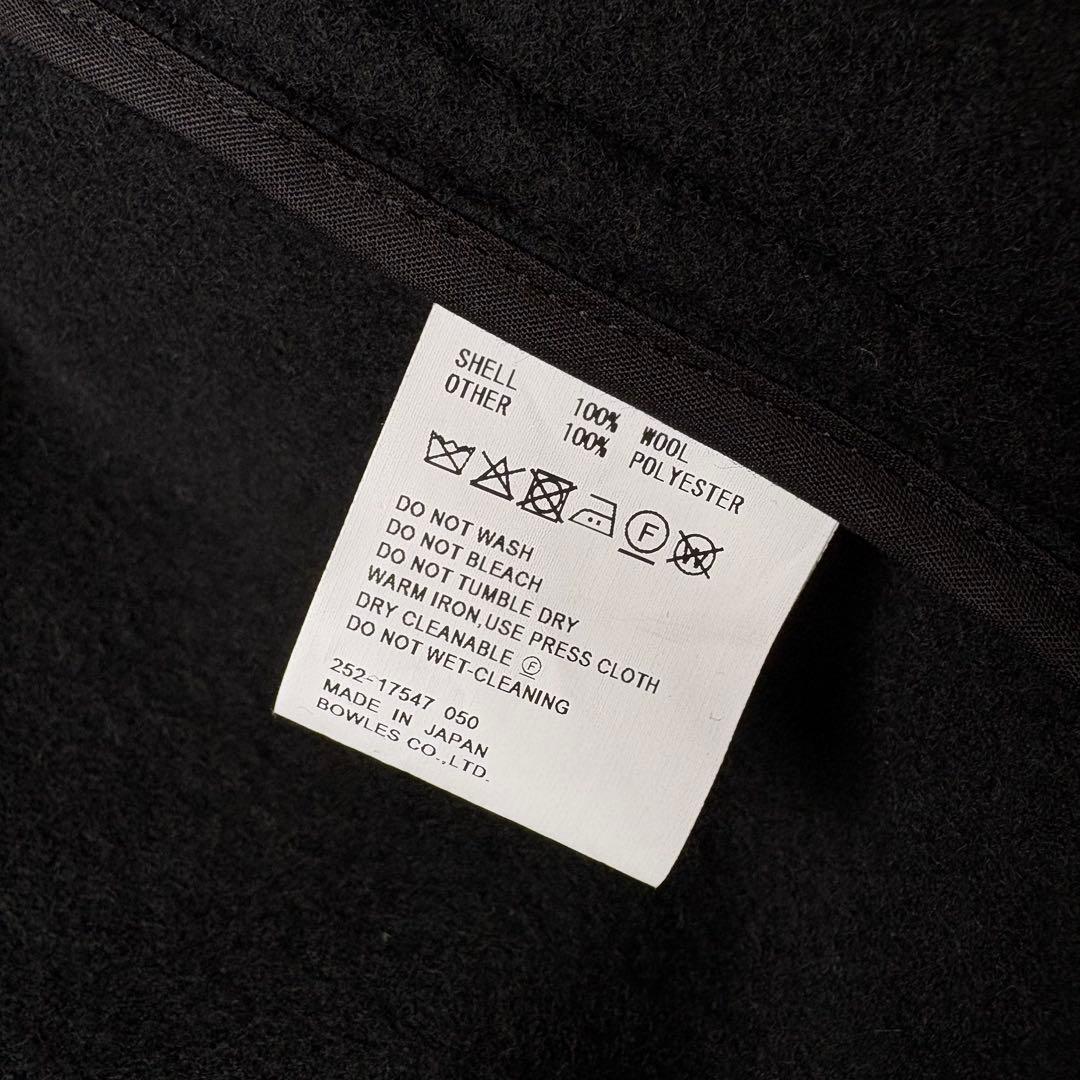 SHELL 100% WOOL
OTHER 100% POLYESTER
F W
DO NOT WASH
DO NOT BLEACH
DO NOT TUMBLE DRY
WARM IRON,USE PRESS CLOTH
DRY CLEANABLE Ⓕ
DO NOT WET-CLEANING
252-17547 050
MADE IN JAPAN
BOWLES CO.,LTD.